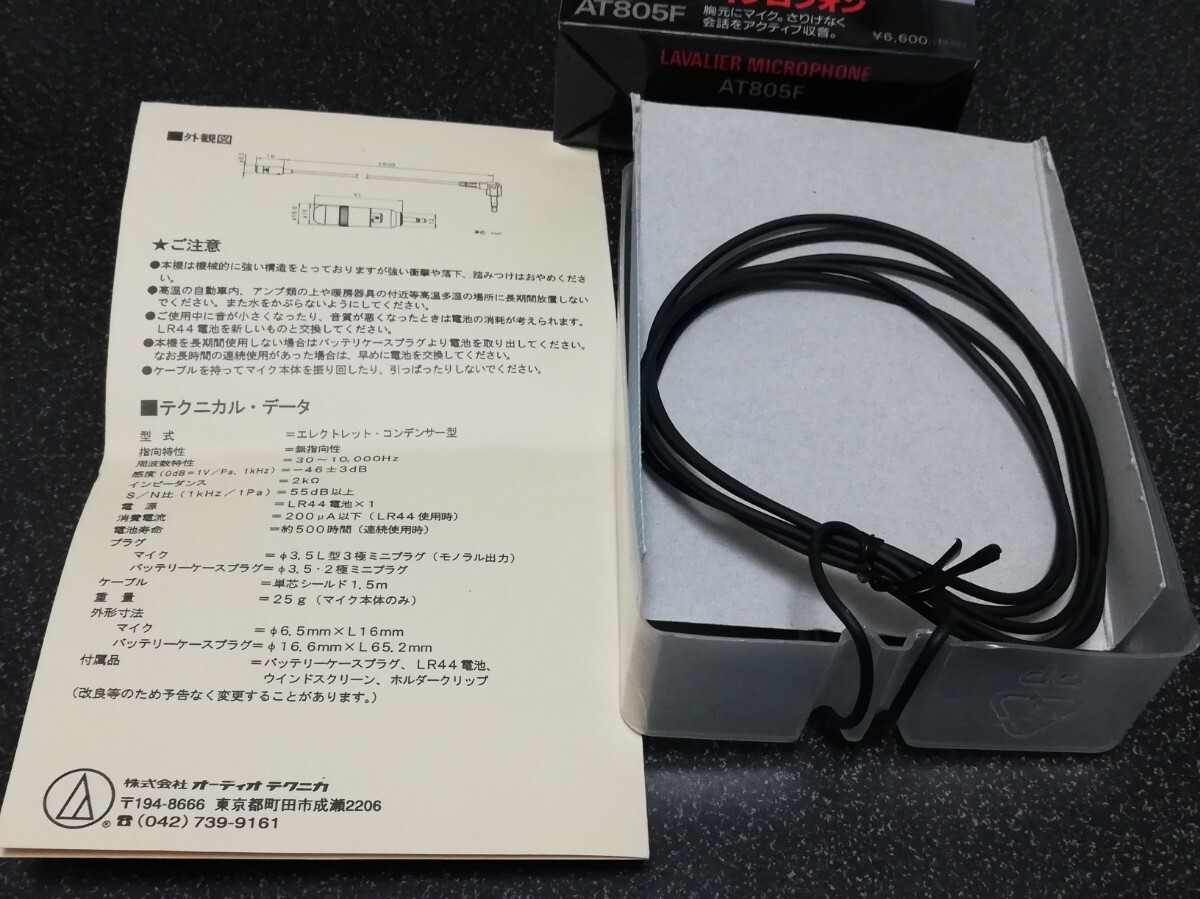 イクロフォン
AT805F
胸元にマイク。さりげなく
会話をアクティブ収音。
¥6,600.
LAVALIER MICROPHONE
AT805F
■外観図
単位 mm
★ご注意
●本機は機械的に強い構造をとっておりますが強い衝撃や落下、踏みつけはおやめくださ
い。
●高温の自動車内、アンプ類の上や暖房器具の付近等高温多湿の場所に長期間放置しない
でください。また水をかぶらないようにしてください。
●ご使用中に音が小さくなったり、音質が悪くなったときは電池の消耗が考えられます。
LR44電池を新しいものと交換してください。
●本機を長期間使用しない場合はバッテリーケースプラグより電池を取り出してください。
なお長時間の連続使用があった場合は、早めに電池を交換してください。
●ケーブルを持ってマイク本体を振り回したり、引っぱったりしないでください。
■テクニカル・データ
型式 =エレクトレット・コンデンサー型
指向特性 =無指向性
周波数特性 =30~10,000Hz
感度(0dB=1V/Pa、1kHz)=-46±3dB
インピーダンス =2kΩ
S/N比(1kHz/1Pa)=55dB以上
電源 =LR44電池×1
消費電流 =200μA以下(LR44使用時)
電池寿命 =約500時間(連続使用時)
プラグ
マイク =φ3.5L型3極ミニプラグ(モノラル出力)
バッテリーケースプラグ=φ3.5・2極ミニプラグ
ケーブル =単芯シールド1.5m
重量 =25g(マイク本体のみ)
外形寸法
マイク =φ6.5mm×L16mm
バッテリーケースプラグ=φ16.6mm×L65.2mm
付属品 =バッテリーケースプラグ、LR44電池、
ウインドスクリーン、ホルダークリップ
(改良等のため予告なく変更することがあります。)
株式会社 オーディオテクニカ
〒194-8666 東京都町田市成瀬2206
☎(042)739-9161